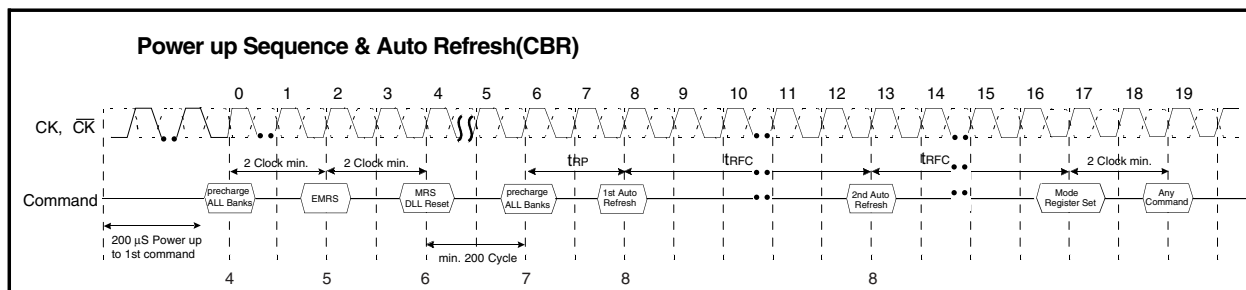 Power up Sequence & Auto Refresh(CBR)
0 1 2 3 4 5 6 7 8 9 10 11 12 13 14 15 16 17 18 19
CK, CK
2 Clock min. 2 Clock min. tRP tRFC tRFC 2 Clock min.
Command
precharge
ALL Banks
EMRS
MRS
DLL Reset
precharge
ALL Banks
1st Auto
Refresh
2nd Auto
Refresh
Mode
Register Set
Any
Command
200 µS Power up
to 1st command
min. 200 Cycle
4 5 6 7 8 8